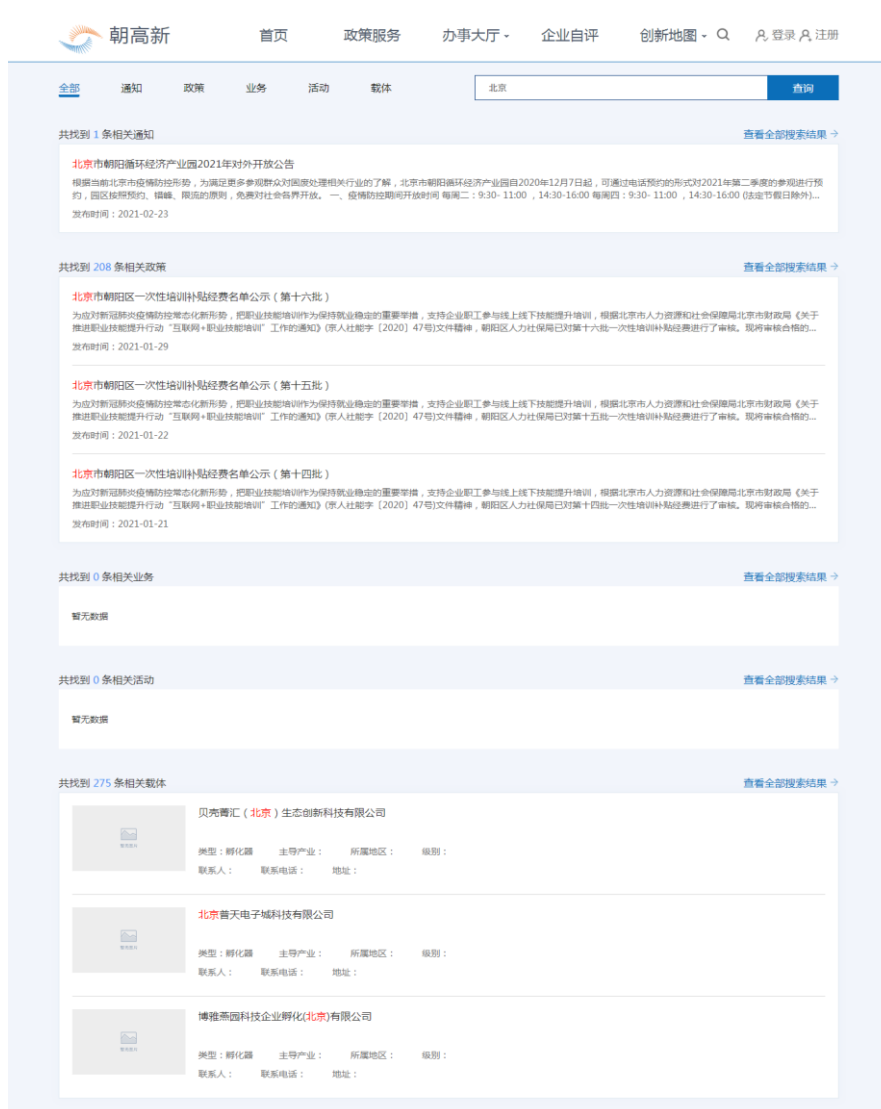 朝高新 首页 政策服务 办事大厅 企业自评 创新地图 登录 注册
全部 通知 政策 业务 活动 载体 北京 查询
共找到 1 条相关通知 查看全部搜索结果 →
北京市朝阳循环经济产业园2021年对外开放公告
根据当前北京市疫情防控形势，为满足更多参观群众对固废处理相关行业的了解，北京市朝阳循环经济产业园自2020年12月7日起，可通过电话预约的形式对2021年第二季度的参观进行预
约，园区按照预约、错峰、限流的原则，免费对社会各界开放。 一、疫情防控期间开放时间 每周二：9:30- 11:00 ，14:30-16:00 每周四：9:30- 11:00 ，14:30-16:00 (法定节假日除外)...
发布时间：2021-02-23
共找到 208 条相关政策 查看全部搜索结果 →
北京市朝阳区一次性培训补贴经费名单公示（第十六批）
为应对新冠肺炎疫情防控常态化新形势，把职业技能培训作为保持就业稳定的重要举措，支持企业职工参与线上线下技能提升培训，根据北京市人力资源和社会保障局北京市财政局《关于
推进职业技能提升行动“互联网+职业技能培训”工作的通知》(京人社能字〔2020〕47号)文件精神，朝阳区人力社保局已对第十六批一次性培训补贴经费进行了审核。现将审核合格的...
发布时间：2021-01-29
北京市朝阳区一次性培训补贴经费名单公示（第十五批）
为应对新冠肺炎疫情防控常态化新形势，把职业技能培训作为保持就业稳定的重要举措，支持企业职工参与线上线下技能提升培训，根据北京市人力资源和社会保障局北京市财政局《关于
推进职业技能提升行动“互联网+职业技能培训”工作的通知》(京人社能字〔2020〕47号)文件精神，朝阳区人力社保局已对第十五批一次性培训补贴经费进行了审核。现将审核合格的...
发布时间：2021-01-22
北京市朝阳区一次性培训补贴经费名单公示（第十四批）
为应对新冠肺炎疫情防控常态化新形势，把职业技能培训作为保持就业稳定的重要举措，支持企业职工参与线上线下技能提升培训，根据北京市人力资源和社会保障局北京市财政局《关于
推进职业技能提升行动“互联网+职业技能培训”工作的通知》(京人社能字〔2020〕47号)文件精神，朝阳区人力社保局已对第十四批一次性培训补贴经费进行了审核。现将审核合格的...
发布时间：2021-01-21
共找到 0 条相关业务 查看全部搜索结果 →
暂无数据
共找到 0 条相关活动 查看全部搜索结果 →
暂无数据
共找到 275 条相关载体 查看全部搜索结果 →
贝壳菁汇（北京）生态创新科技有限公司
类型：孵化器 主导产业： 所属地区： 级别：
联系人： 联系电话： 地址：
北京普天电子城科技有限公司
类型：孵化器 主导产业： 所属地区： 级别：
联系人： 联系电话： 地址：
博雅燕园科技企业孵化(北京)有限公司
类型：孵化器 主导产业： 所属地区： 级别：
联系人： 联系电话： 地址：